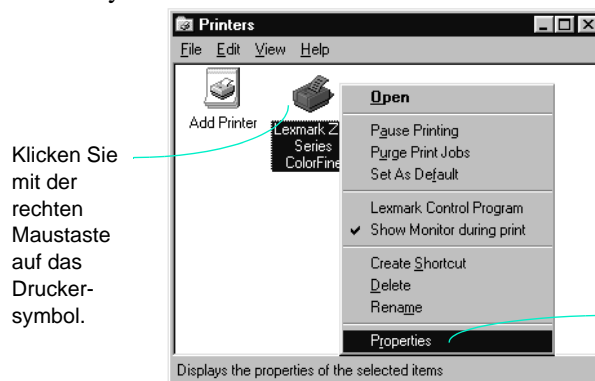 Printers
File Edit View Help
Add Printer
Lexmark Z
Series
ColorFine
Open
Pause Printing
Purge Print Jobs
Set As Default
Lexmark Control Program
✔ Show Monitor during print
Create Shortcut
Delete
Rename
Properties
Displays the properties of the selected items
Klicken Sie
mit der
rechten
Maustaste
auf das
Drucker-
symbol.